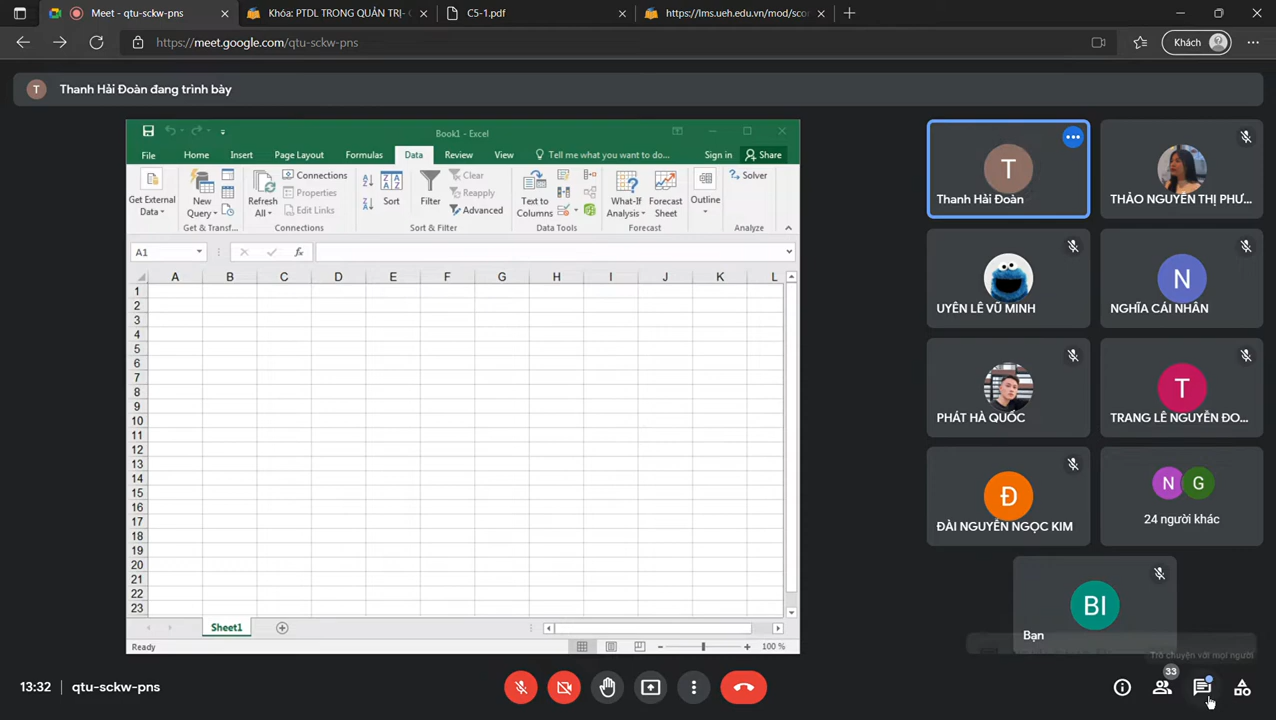 Meet - qtu-sckw-pns
Khóa: PTDL TRONG QUẢN TRỊ-
C5-1.pdf
https://lms.ueh.edu.vn/mod/sco
https://meet.google.com/qtu-sckw-pns
Khách
T Thanh Hải Đoàn đang trình bày
Book1 - Excel
File Home Insert Page Layout Formulas Data Review View Tell me what you want to do... Sign in Share
Get External Data
New Query
Get & Transf...
Refresh All
Connections
Properties
Edit Links
Connections
Sort
Filter
Clear
Reapply
Advanced
Sort & Filter
Text to Columns
Data Tools
What-If Analysis
Forecast Sheet
Forecast
Outline
Solver
Analyze
A1
fx
A B C D E F G H I J K L
1
2
3
4
5
6
7
8
9
10
11
12
13
14
15
16
17
18
19
20
21
22
23
Sheet1
Ready
100 %
T
Thanh Hải Đoàn
THẢO NGUYỄN THỊ PHƯ...
UYÊN LÊ VŨ MINH
N
NGHĨA CÁI NHÂN
PHÁT HÀ QUỐC
T
TRANG LÊ NGUYỄN ĐO...
Đ
ĐÀI NGUYỄN NGỌC KIM
N G
24 người khác
BI
Bạn
Trò chuyện với mọi người
13:32 qtu-sckw-pns
33